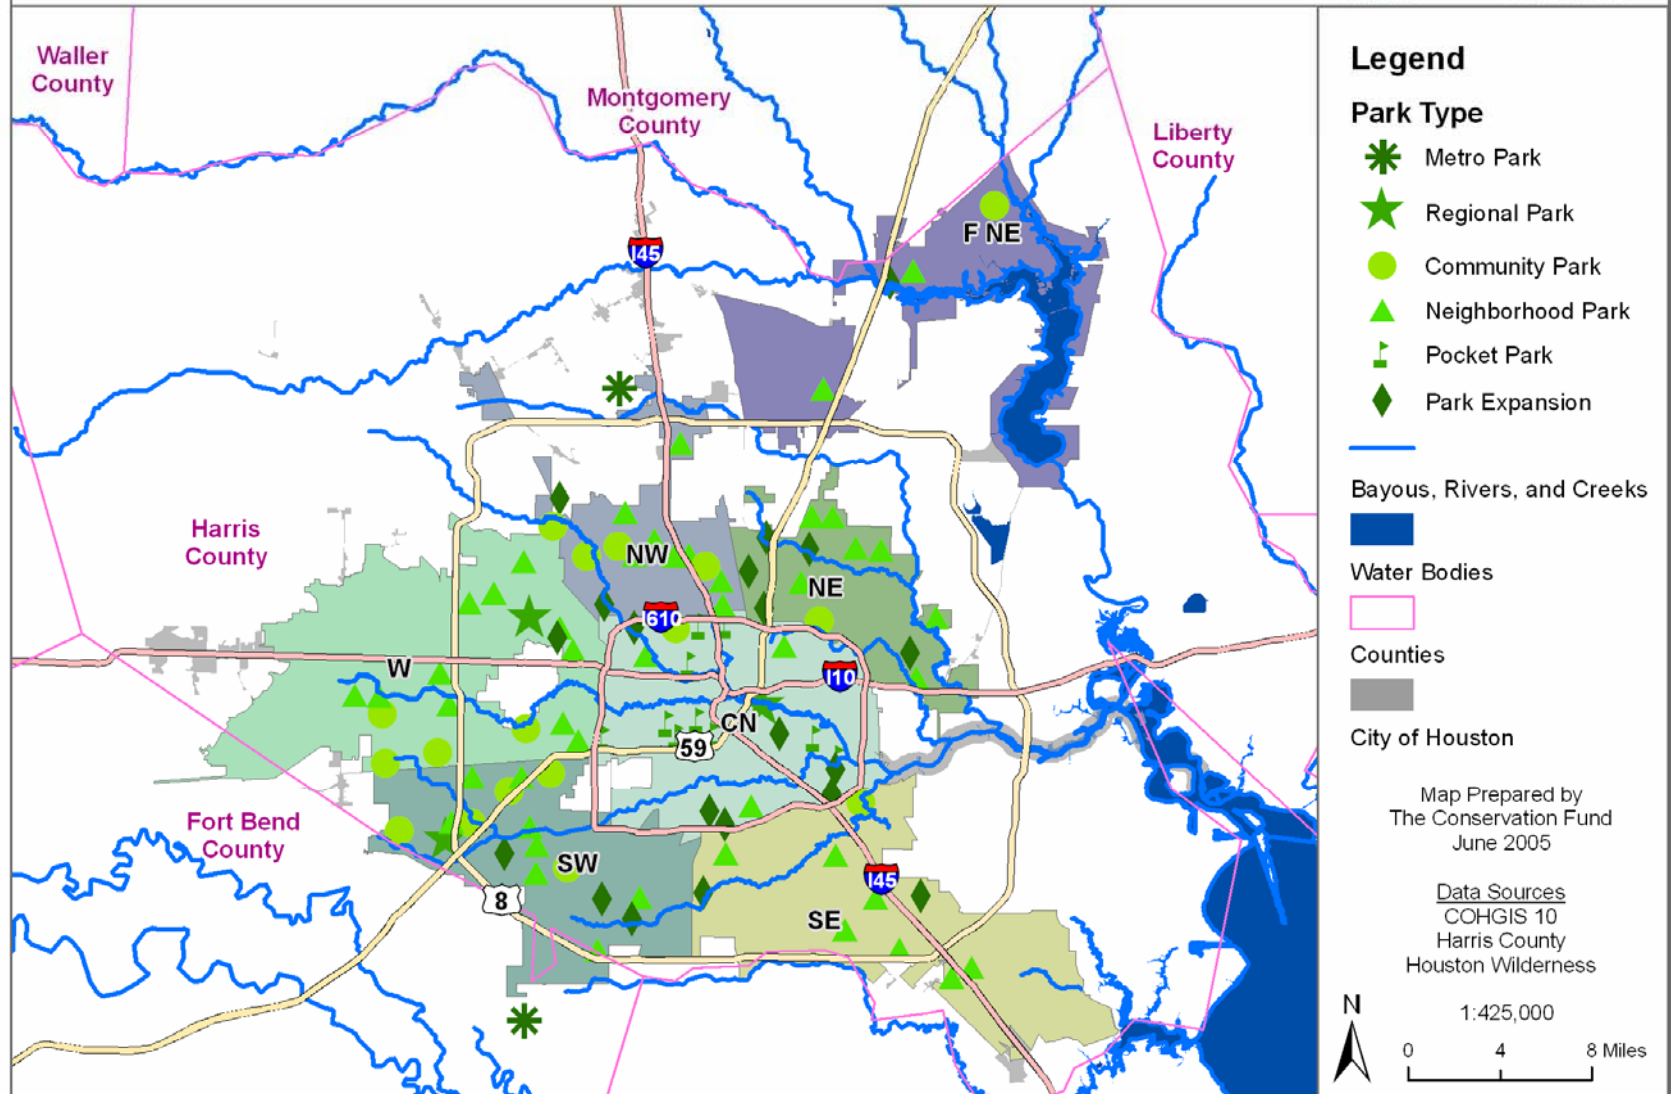 Waller
County
Montgomery
County
Liberty
County
F NE
I45
Harris
County
NW
NE
I610
W
I10
CN
59
Fort Bend
County
SW
8
I45
SE
Legend
Park Type
Metro Park
Regional Park
Community Park
Neighborhood Park
Pocket Park
Park Expansion
Bayous, Rivers, and Creeks
Water Bodies
Counties
City of Houston
Map Prepared by
The Conservation Fund
June 2005
Data Sources
COHGIS 10
Harris County
Houston Wilderness
N
1:425,000
0 4 8 Miles